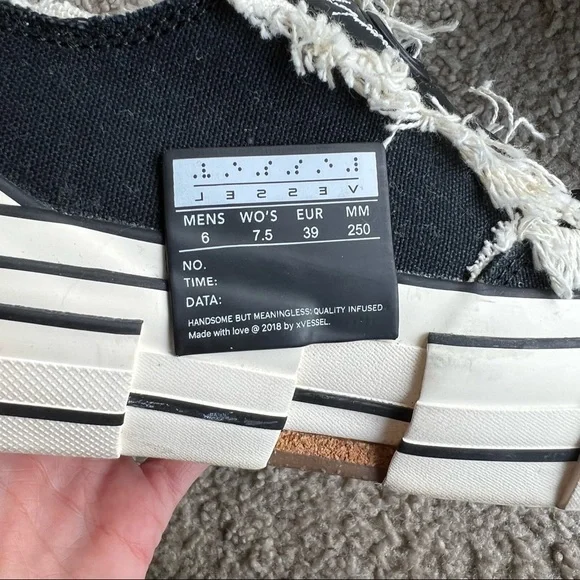 VESSEL
MENS WO'S EUR MM
6 7.5 39 250
NO.
TIME:
DATA:
HANDSOME BUT MEANINGLESS: QUALITY INFUSED
Made with love @ 2018 by xVESSEL.